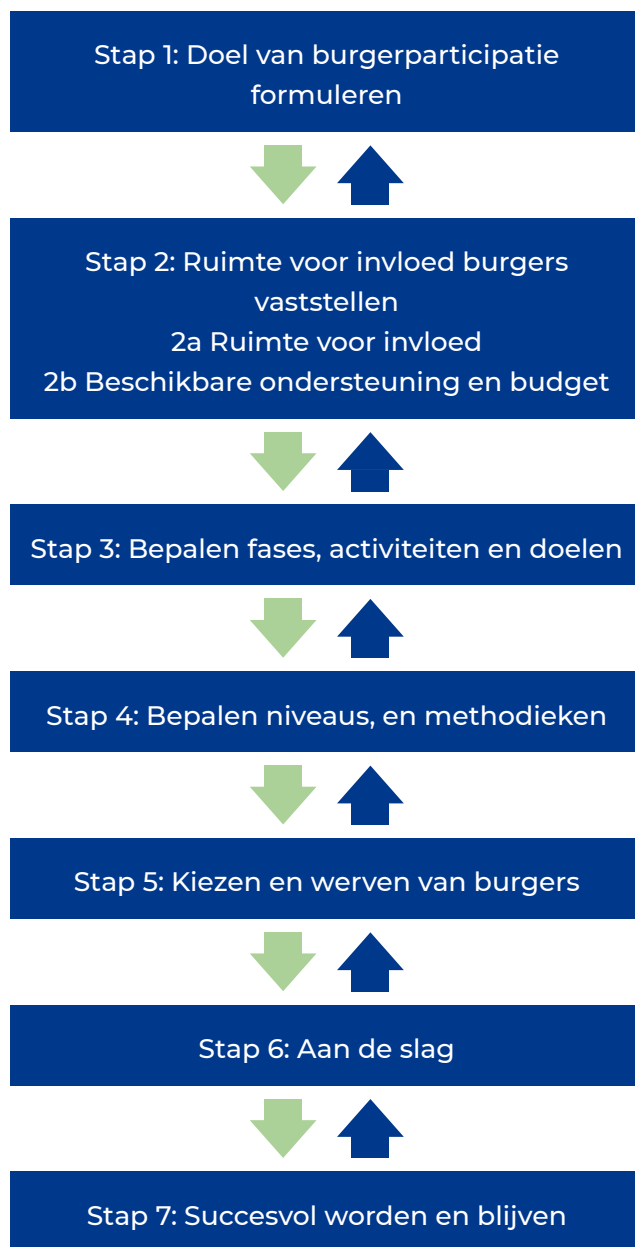 Stap 1: Doel van burgerparticipatie
formuleren
Stap 2: Ruimte voor invloed burgers
vaststellen
2a Ruimte voor invloed
2b Beschikbare ondersteuning en budget
Stap 3: Bepalen fases, activiteiten en doelen
Stap 4: Bepalen niveaus, en methodieken
Stap 5: Kiezen en werven van burgers
Stap 6: Aan de slag
Stap 7: Succesvol worden en blijven